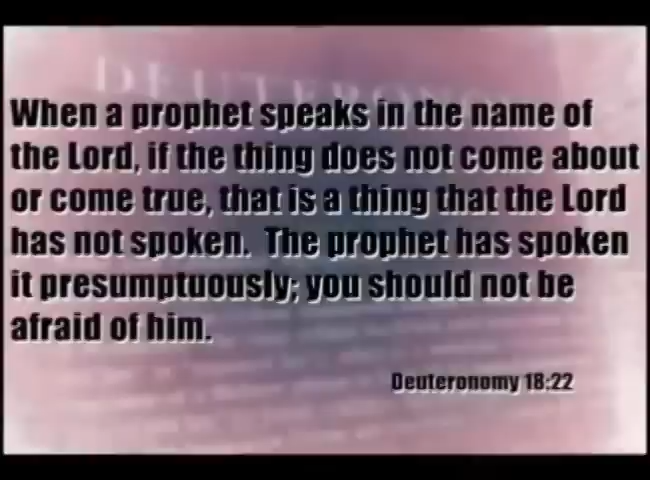 DEUTERONO
When a prophet speaks in the name of
the Lord, if the thing does not come about
or come true, that is a thing that the Lord
has not spoken.  The prophet has spoken
it presumptuously; you should not be
afraid of him.
Deuteronomy 18:22